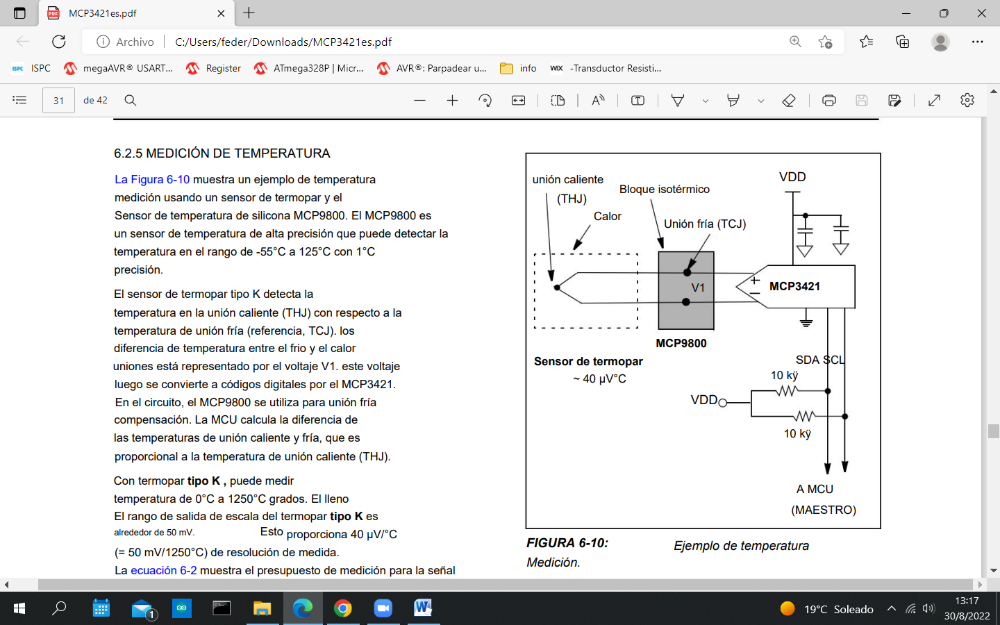 MCP3421es.pdf
Archivo
C:/Users/feder/Downloads/MCP3421es.pdf
ISPC
ISPC
megaAVR® USART...
Register
ATmega328P | Micr...
AVR®: Parpadear u...
info
WIX
-Transductor Resisti...
31
de 42
6.2.5 MEDICIÓN DE TEMPERATURA
La Figura 6-10 muestra un ejemplo de temperatura
medición usando un sensor de termopar y el
Sensor de temperatura de silicona MCP9800. El MCP9800 es
un sensor de temperatura de alta precisión que puede detectar la
temperatura en el rango de -55°C a 125°C con 1°C
precisión.
El sensor de termopar tipo K detecta la
temperatura en la unión caliente (THJ) con respecto a la
temperatura de unión fría (referencia, TCJ). los
diferencia de temperatura entre el frio y el calor
uniones está representado por el voltaje V1. este voltaje
luego se convierte a códigos digitales por el MCP3421.
En el circuito, el MCP9800 se utiliza para unión fría
compensación. La MCU calcula la diferencia de
las temperaturas de unión caliente y fría, que es
proporcional a la temperatura de unión caliente (THJ).
Con termopar tipo K , puede medir
temperatura de 0°C a 1250°C grados. El lleno
El rango de salida de escala del termopar tipo K es
alrededor de 50 mV. Esto proporciona 40 µV/°C
(= 50 mV/1250°C) de resolución de medida.
La ecuación 6-2 muestra el presupuesto de medición para la señal
unión caliente
(THJ)
Calor
Bloque isotérmico
Unión fría (TCJ)
VDD
V1
+
−
MCP3421
MCP9800
Sensor de termopar
~ 40 µV°C
SDA SCL
10 kÿ
VDD
10 kÿ
A MCU
(MAESTRO)
FIGURA 6-10: Ejemplo de temperatura
Medición.
1
W
19°C Soleado
13:17
30/8/2022